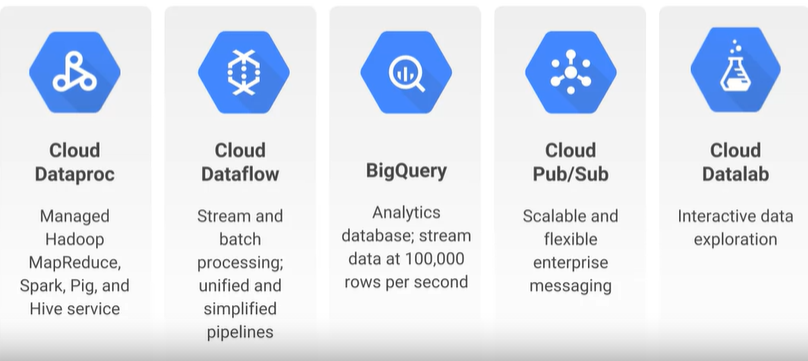 Cloud
Dataproc
Managed
Hadoop
MapReduce,
Spark, Pig, and
Hive service
Cloud
Dataflow
Stream and
batch
processing;
unified and
simplified
pipelines
BigQuery
Analytics
database; stream
data at 100,000
rows per second
Cloud
Pub/Sub
Scalable and
flexible
enterprise
messaging
Cloud
Datalab
Interactive data
exploration